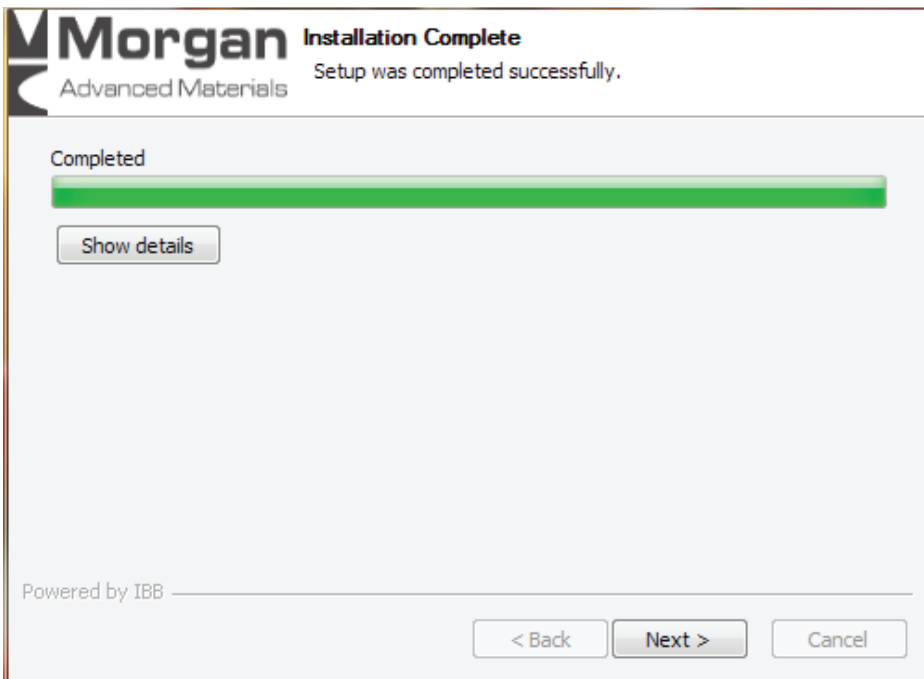 Morgan
Advanced Materials
Installation Complete
Setup was completed successfully.
Completed
Show details
Powered by IBB
< Back
Next >
Cancel